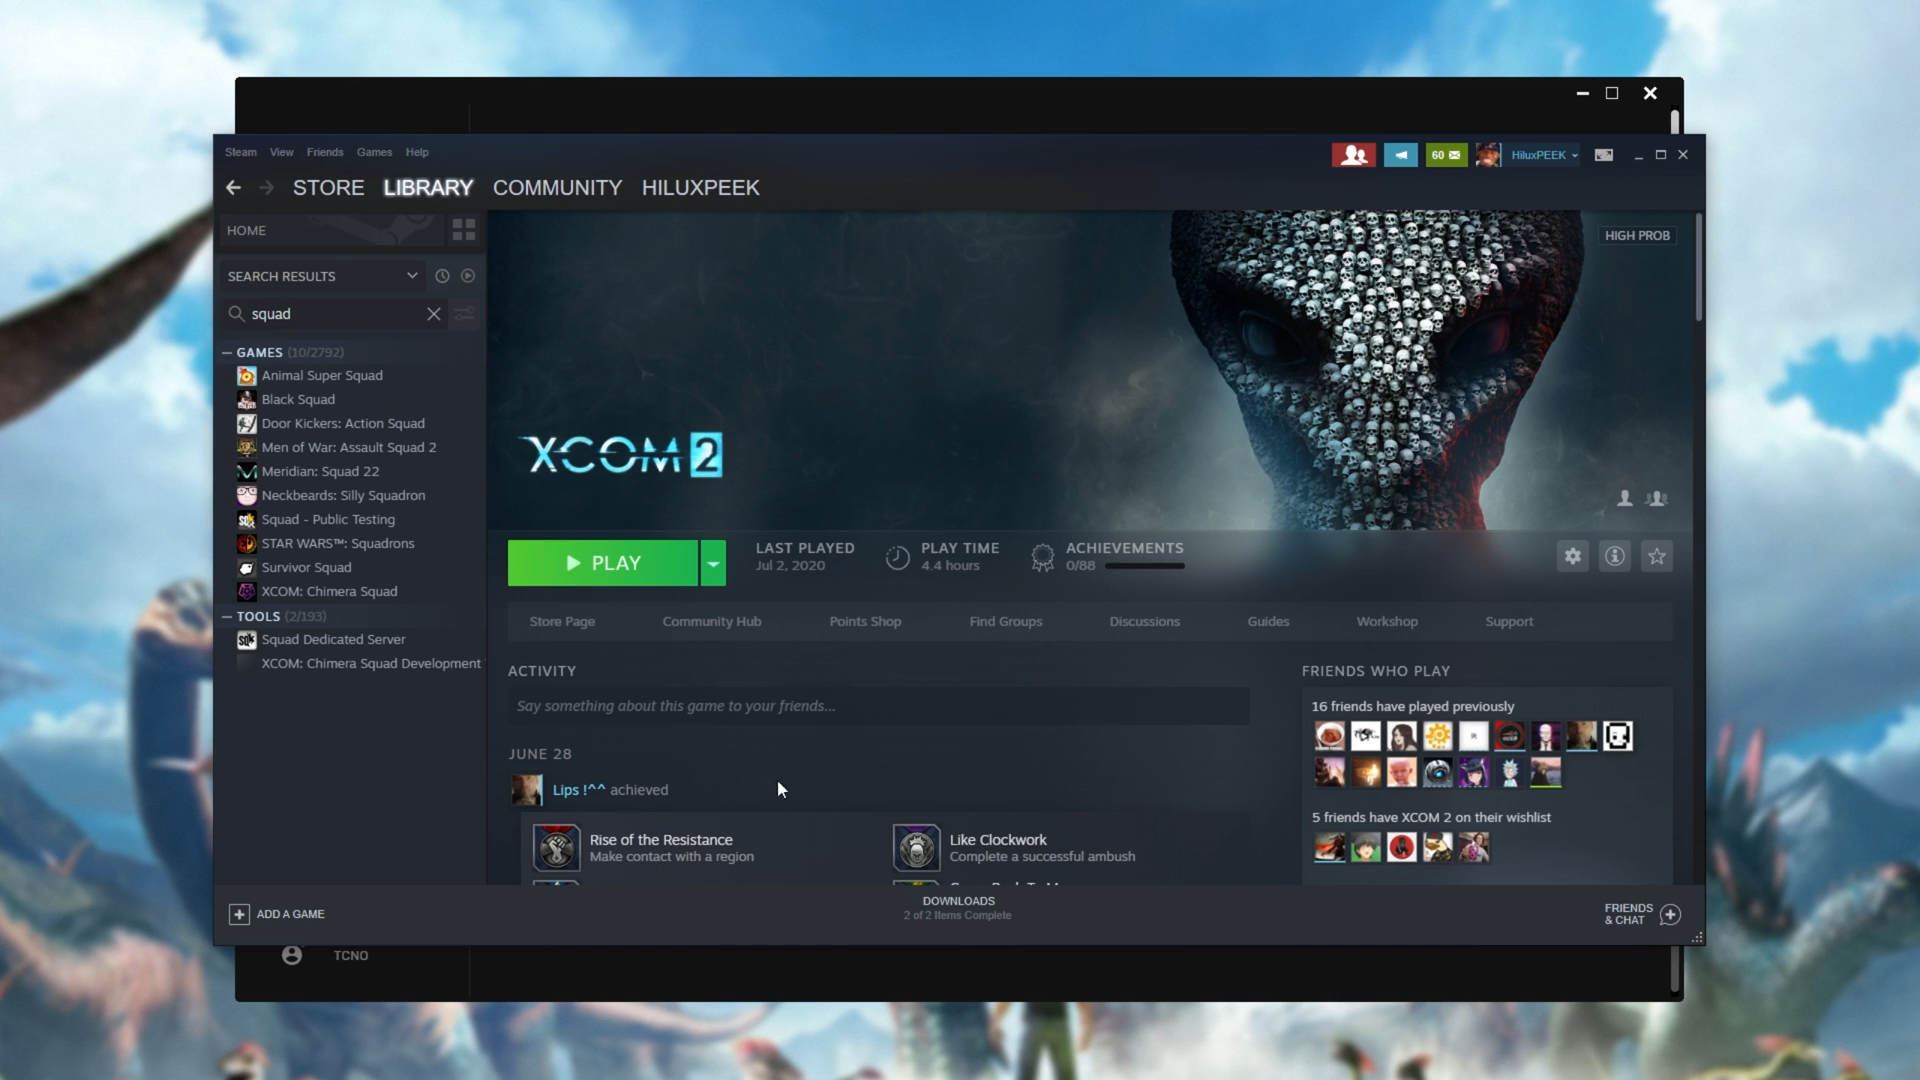 Steam View Friends Games Help
60
HiluxPEEK
STORE LIBRARY COMMUNITY HILUXPEEK
HOME
SEARCH RESULTS
squad
GAMES (10/2792)
Animal Super Squad
Black Squad
Door Kickers: Action Squad
Men of War: Assault Squad 2
Meridian: Squad 22
Neckbeards: Silly Squadron
Squad - Public Testing
STAR WARS™: Squadrons
Survivor Squad
XCOM: Chimera Squad
TOOLS (2/193)
Squad Dedicated Server
XCOM: Chimera Squad Development
HIGH PROB
XCOM 2
PLAY
LAST PLAYED
Jul 2, 2020
PLAY TIME
4.4 hours
ACHIEVEMENTS
0/88
Store Page Community Hub Points Shop Find Groups Discussions Guides Workshop Support
ACTIVITY
Say something about this game to your friends...
JUNE 28
Lips !^^ achieved
Rise of the Resistance
Make contact with a region
Like Clockwork
Complete a successful ambush
FRIENDS WHO PLAY
16 friends have played previously
5 friends have XCOM 2 on their wishlist
ADD A GAME
DOWNLOADS
2 of 2 Items Complete
FRIENDS
& CHAT
TCNO